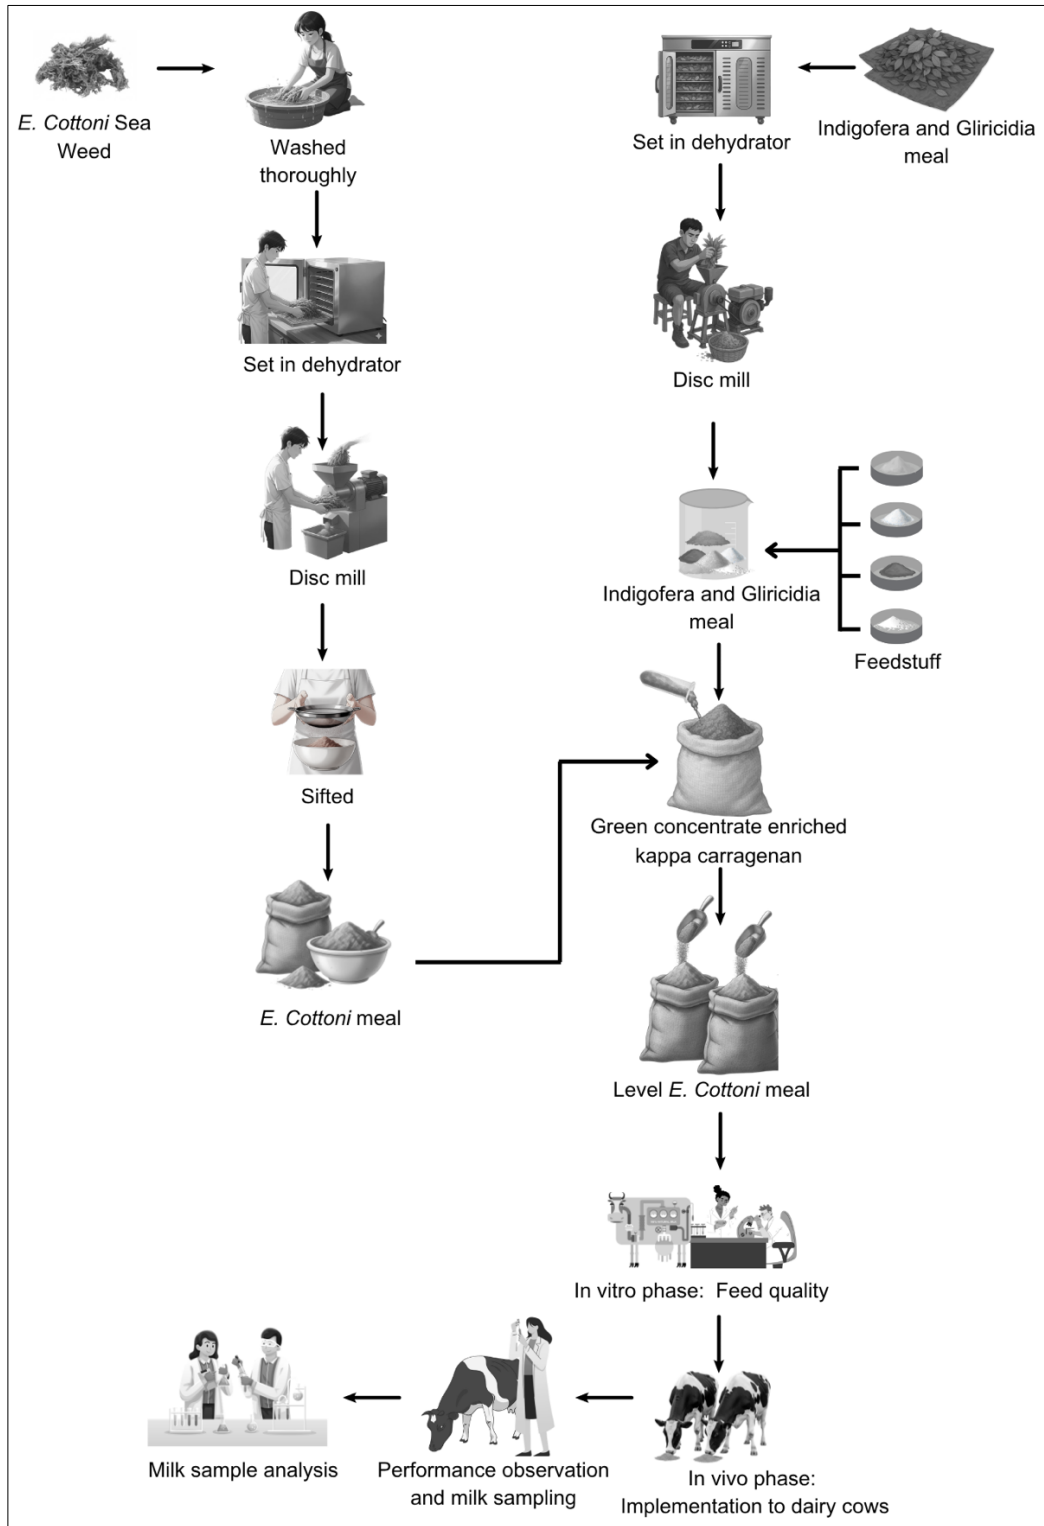 E. Cottoni Sea
Weed
Washed
thoroughly
Set in dehydrator
Disc mill
Sifted
E. Cottoni meal
Indigofera and Gliricidia
meal
Set in dehydrator
Disc mill
Indigofera and Gliricidia
meal
Feedstuff
Green concentrate enriched
kappa carragenan
Level E. Cottoni meal
In vitro phase: Feed quality
In vivo phase:
Implementation to dairy cows
Performance observation
and milk sampling
Milk sample analysis